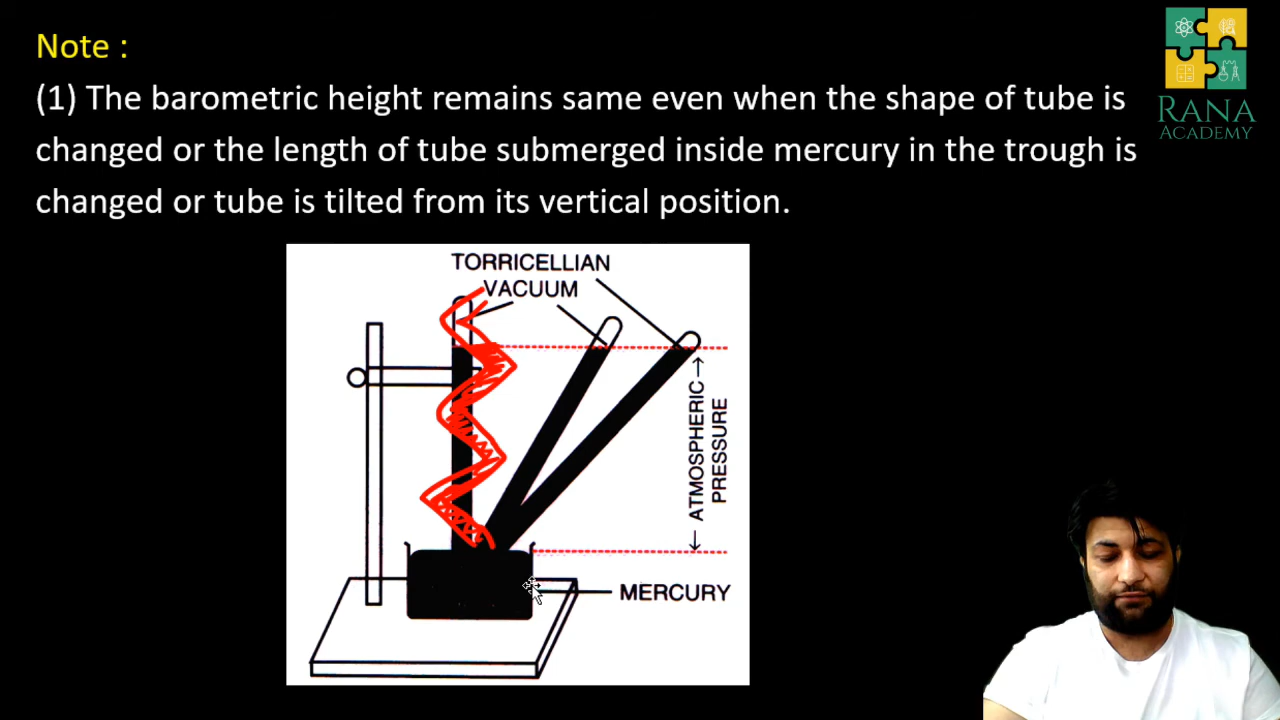 Note :
(1) The barometric height remains same even when the shape of tube is
changed or the length of tube submerged inside mercury in the trough is
changed or tube is tilted from its vertical position.
RANA
ACADEMY
TORRICELLIAN
VACUUM
ATMOSPHERIC
PRESSURE
MERCURY